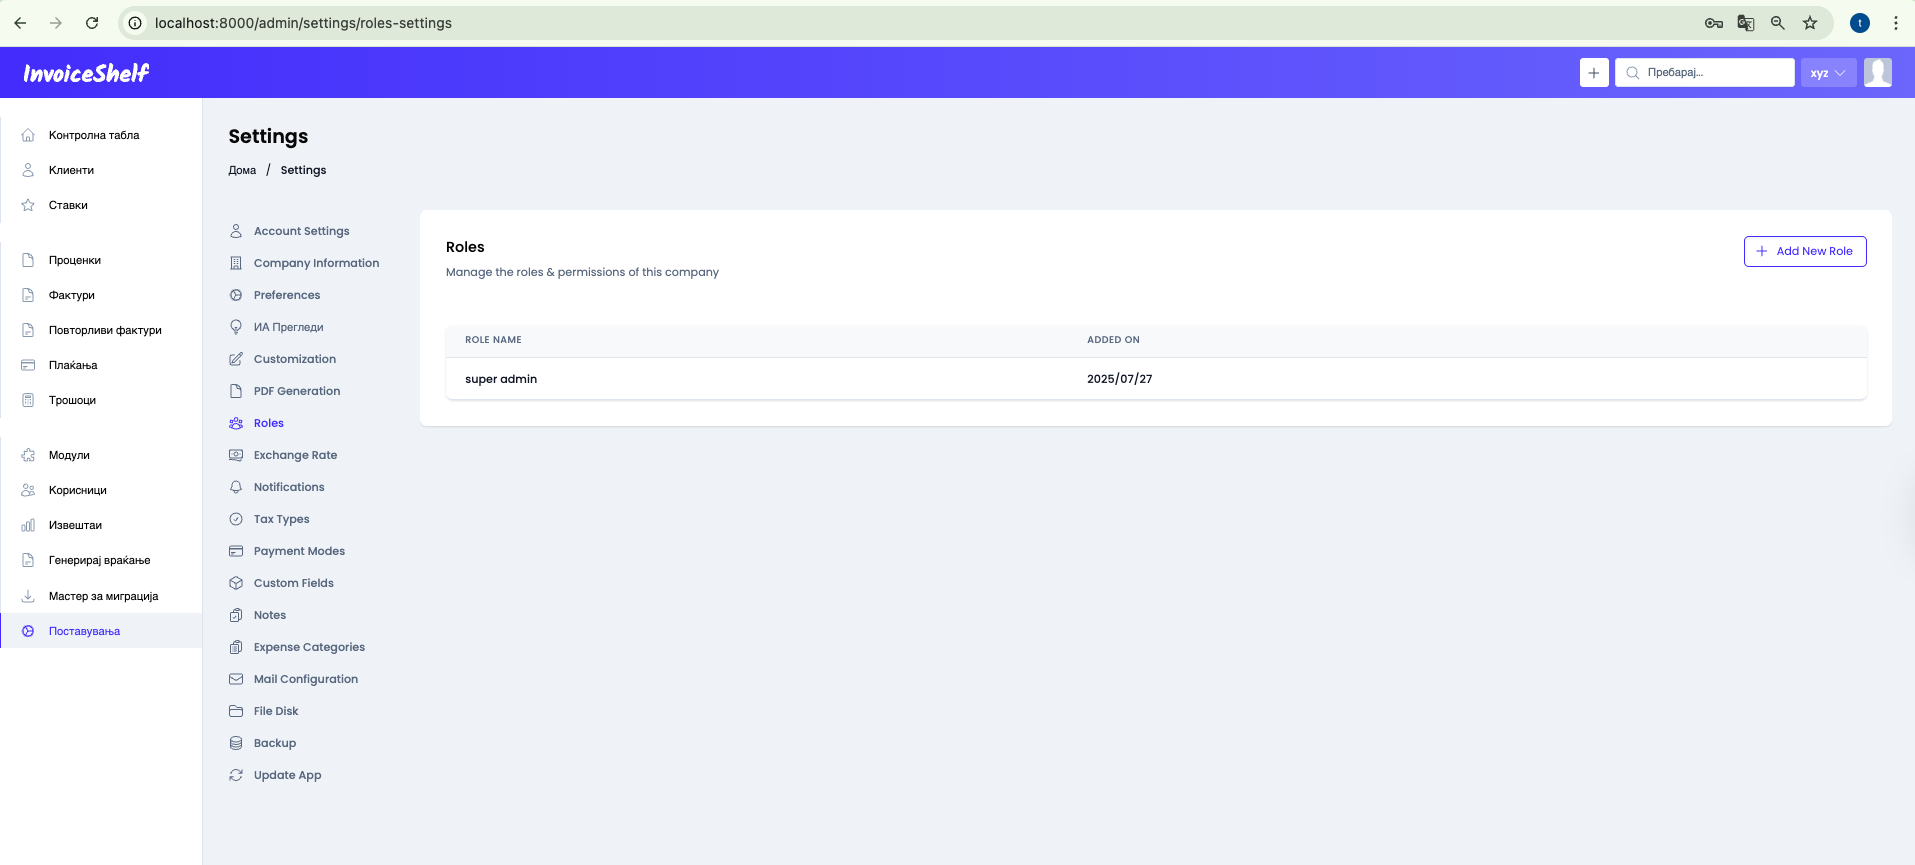 localhost:8000/admin/settings/roles-settings
t
InvoiceShelf
Пребарај...
xyz
Контролна табла
Клиенти
Ставки
Проценки
Фактури
Повторливи фактури
Плаќања
Трошоци
Модули
Корисници
Извештаи
Генерирај враќање
Мастер за миграција
Поставувања
Settings
Дома / Settings
Account Settings
Company Information
Preferences
ИА Прегледи
Customization
PDF Generation
Roles
Exchange Rate
Notifications
Tax Types
Payment Modes
Custom Fields
Notes
Expense Categories
Mail Configuration
File Disk
Backup
Update App
Roles
Manage the roles & permissions of this company
Add New Role
ROLE NAME ADDED ON
super admin 2025/07/27